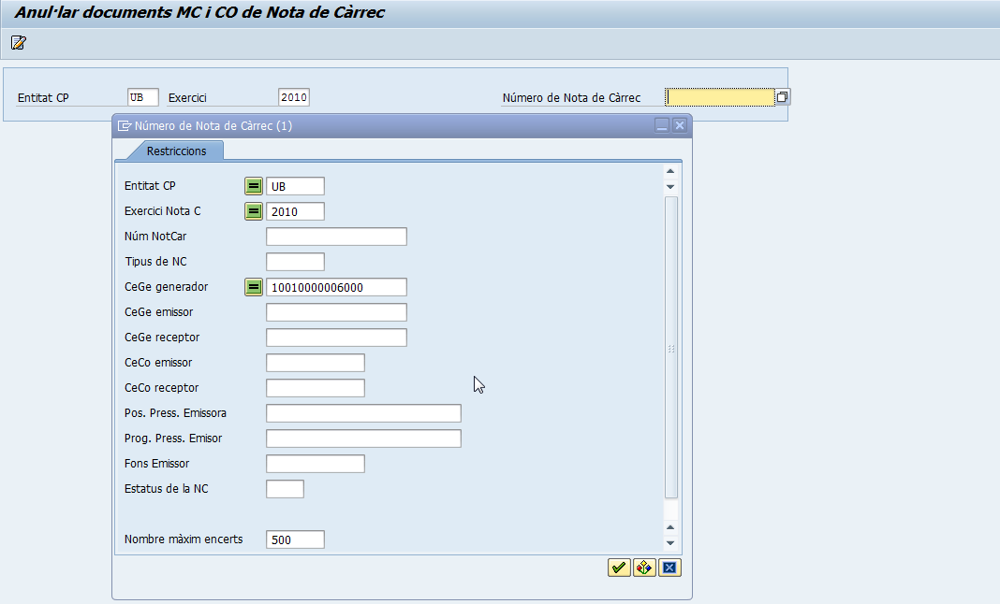 Anul·lar documents MC i CO de Nota de Càrrec
Entitat CP UB Exercici 2010 Número de Nota de Càrrec
Número de Nota de Càrrec (1)
Restriccions
Entitat CP UB
Exercici Nota C 2010
Núm NotCar
Tipus de NC
CeGe generador 10010000006000
CeGe emissor
CeGe receptor
CeCo emissor
CeCo receptor
Pos. Press. Emissora
Prog. Press. Emisor
Fons Emissor
Estatus de la NC
Nombre màxim encerts 500